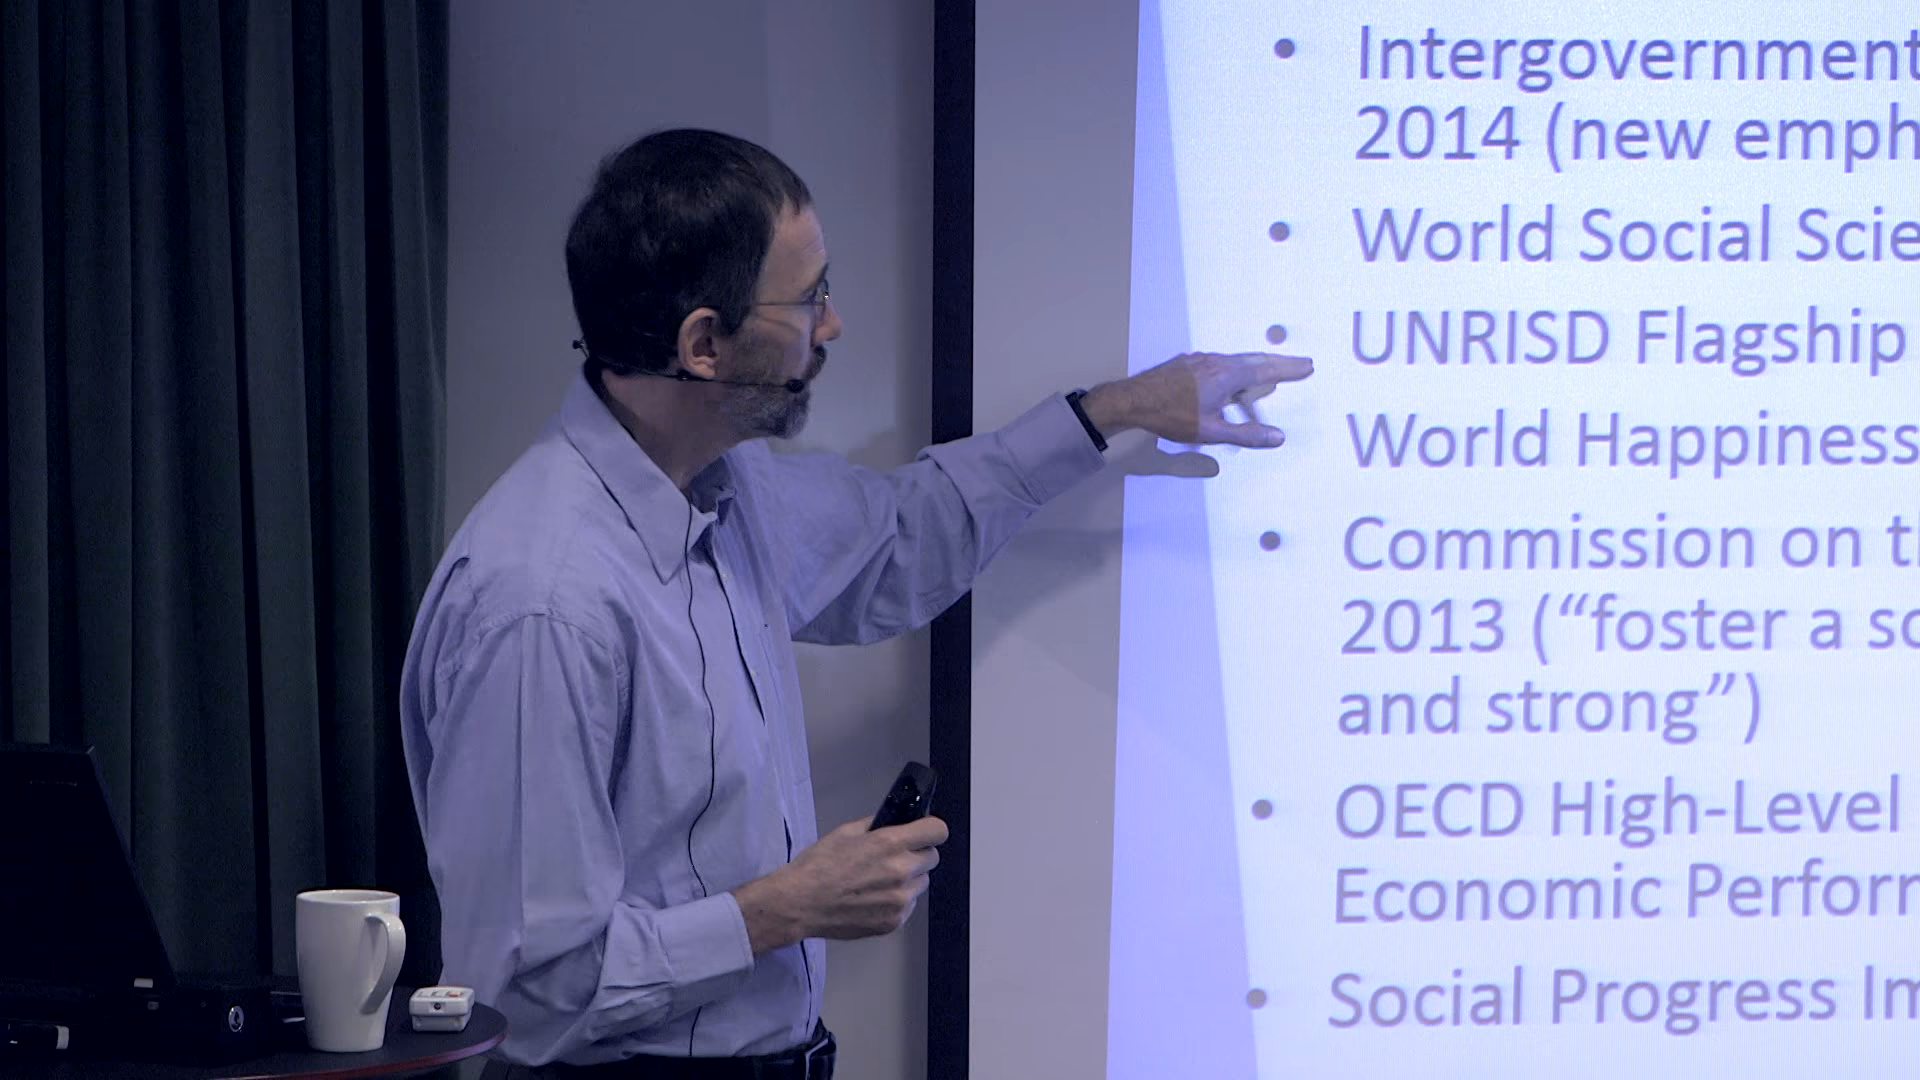 • Intergovernment
2014 (new emph
• World Social Scie
• UNRISD Flagship
World Happiness
• Commission on t
2013 (“foster a so
and strong”)
• OECD High-Level
Economic Perfor
• Social Progress Im